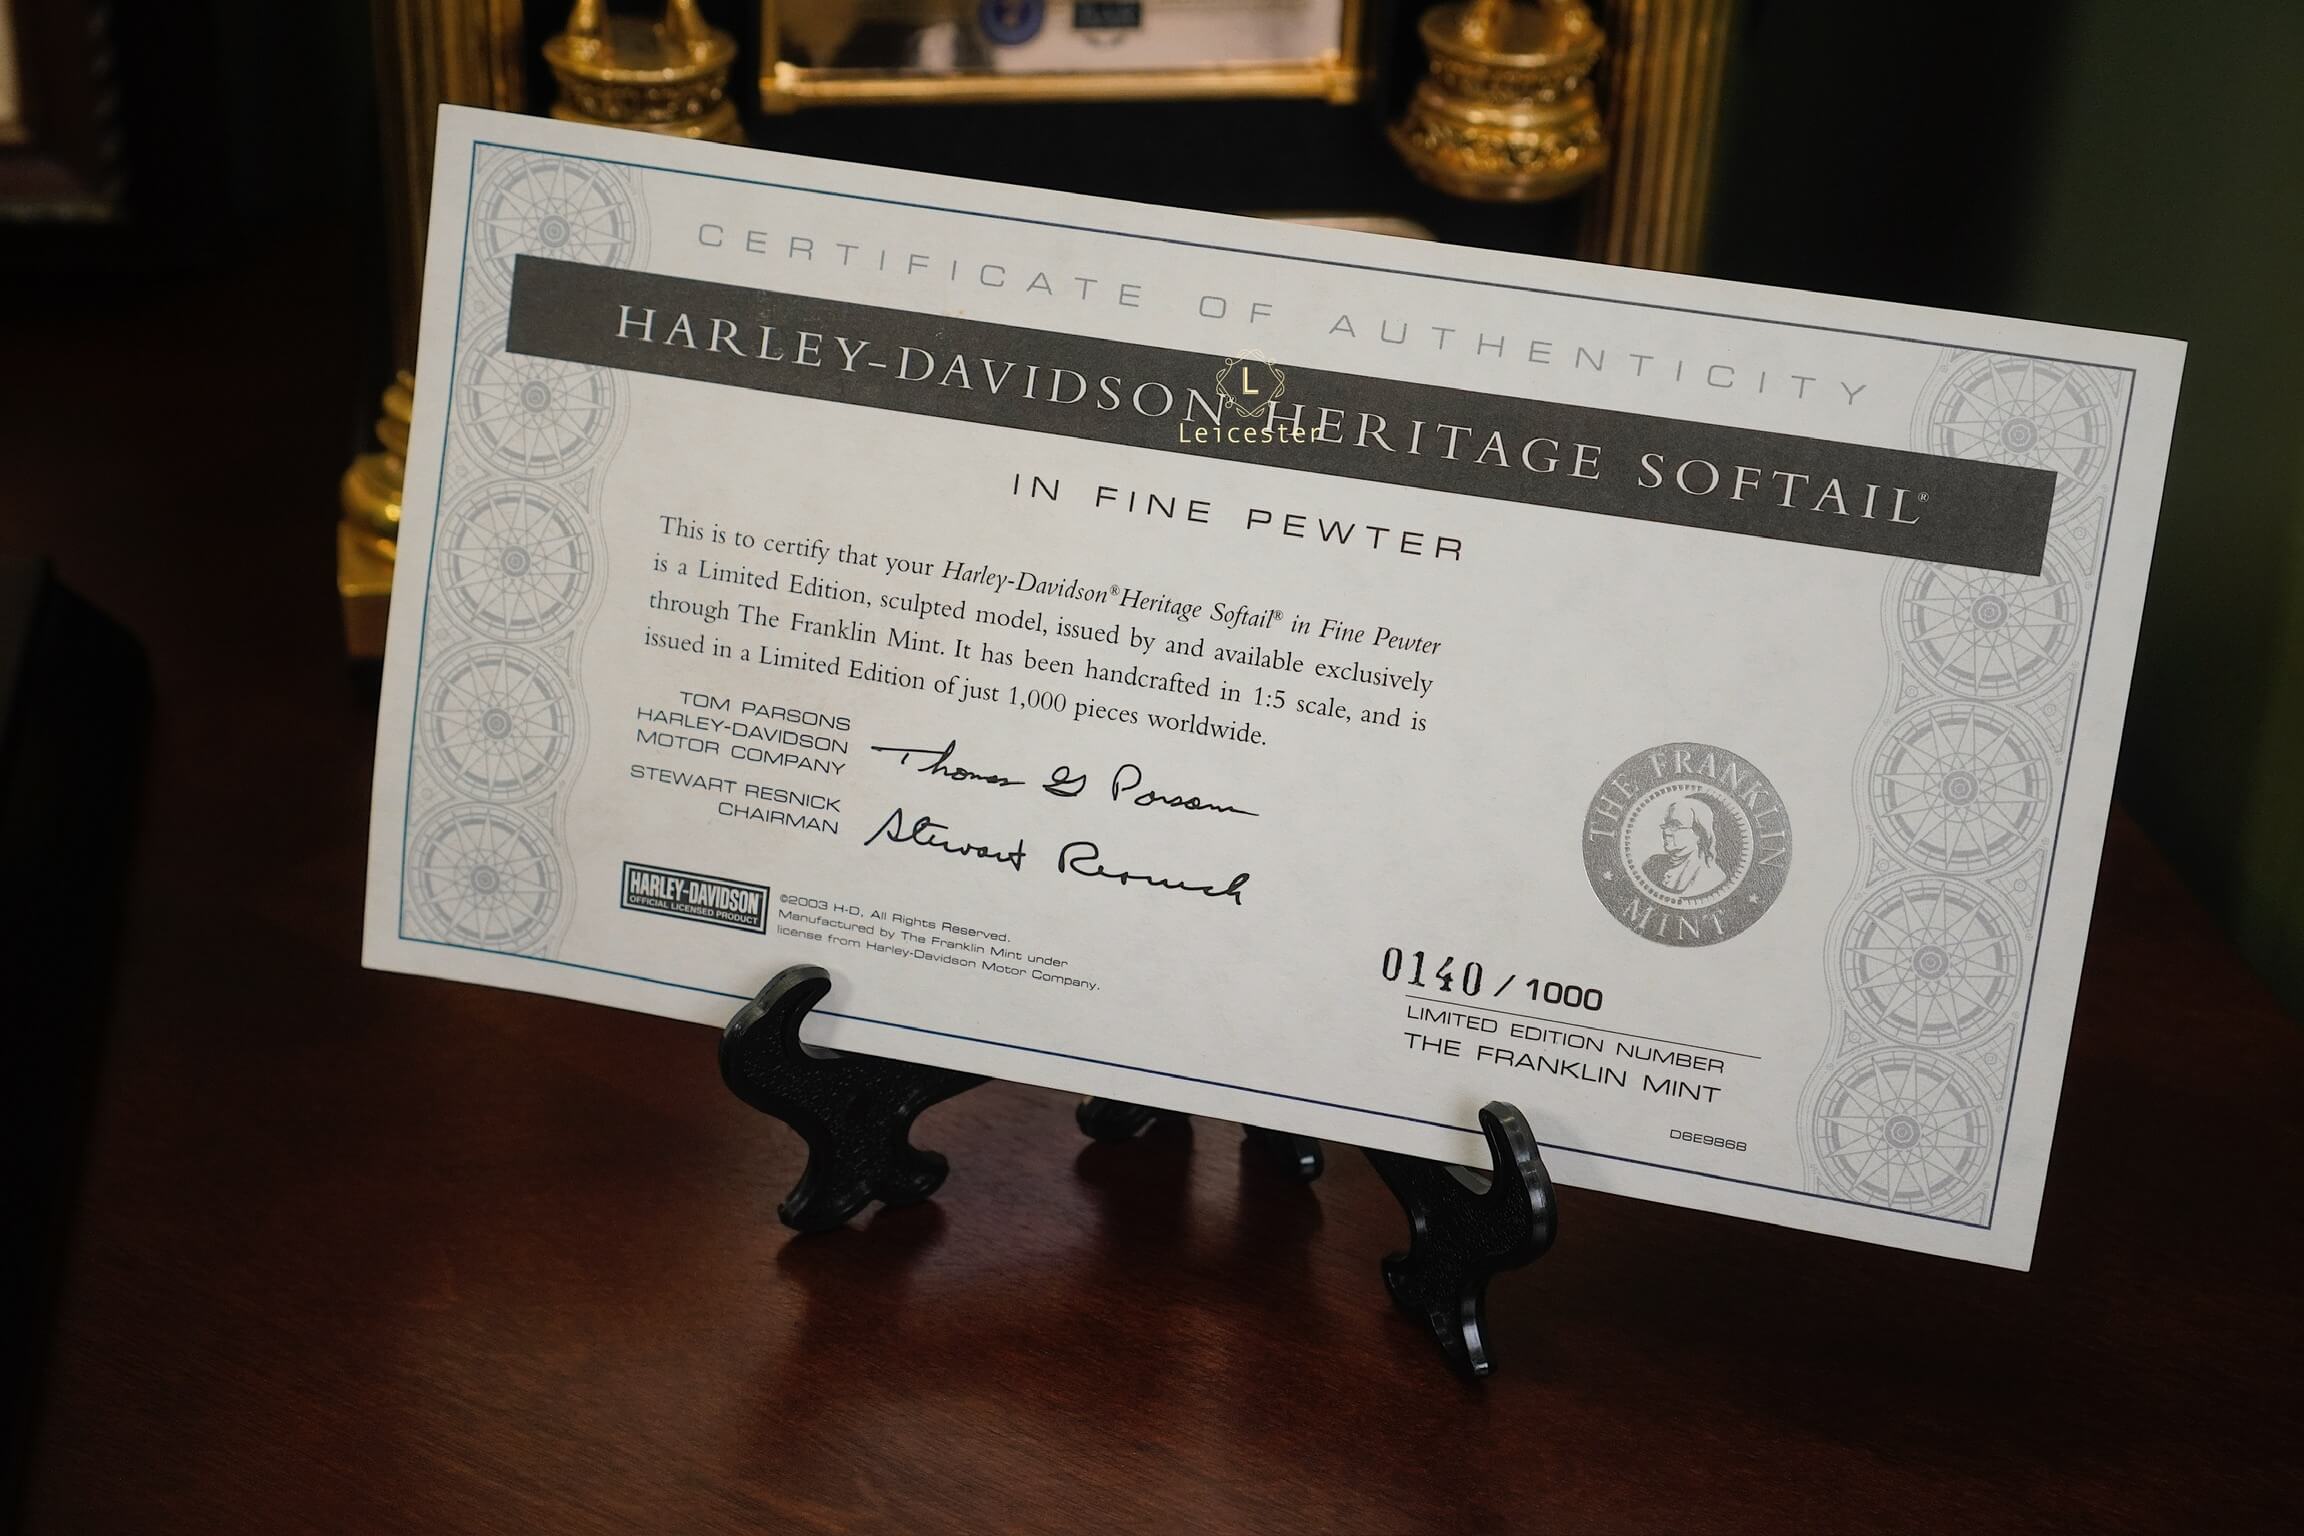 CERTIFICATE OF AUTHENTICITY
HARLEY-DAVIDSON® HERITAGE SOFTAIL®
L
Leicester
IN FINE PEWTER
This is to certify that your Harley-Davidson® Heritage Softail® in Fine Pewter
is a Limited Edition, sculpted model, issued by and available exclusively
through The Franklin Mint. It has been handcrafted in 1:5 scale, and is
issued in a Limited Edition of just 1,000 pieces worldwide.
TOM PARSONS
HARLEY-DAVIDSON
MOTOR COMPANY
Thomas G Parsons
STEWART RESNICK
CHAIRMAN
Stewart Resnick
HARLEY-DAVIDSON
OFFICIAL LICENSED PRODUCT
©2003 H-D, All Rights Reserved.
Manufactured by The Franklin Mint under
license from Harley-Davidson Motor Company.
THE FRANKLIN
MINT
0140 / 1000
LIMITED EDITION NUMBER
THE FRANKLIN MINT
D6E9868